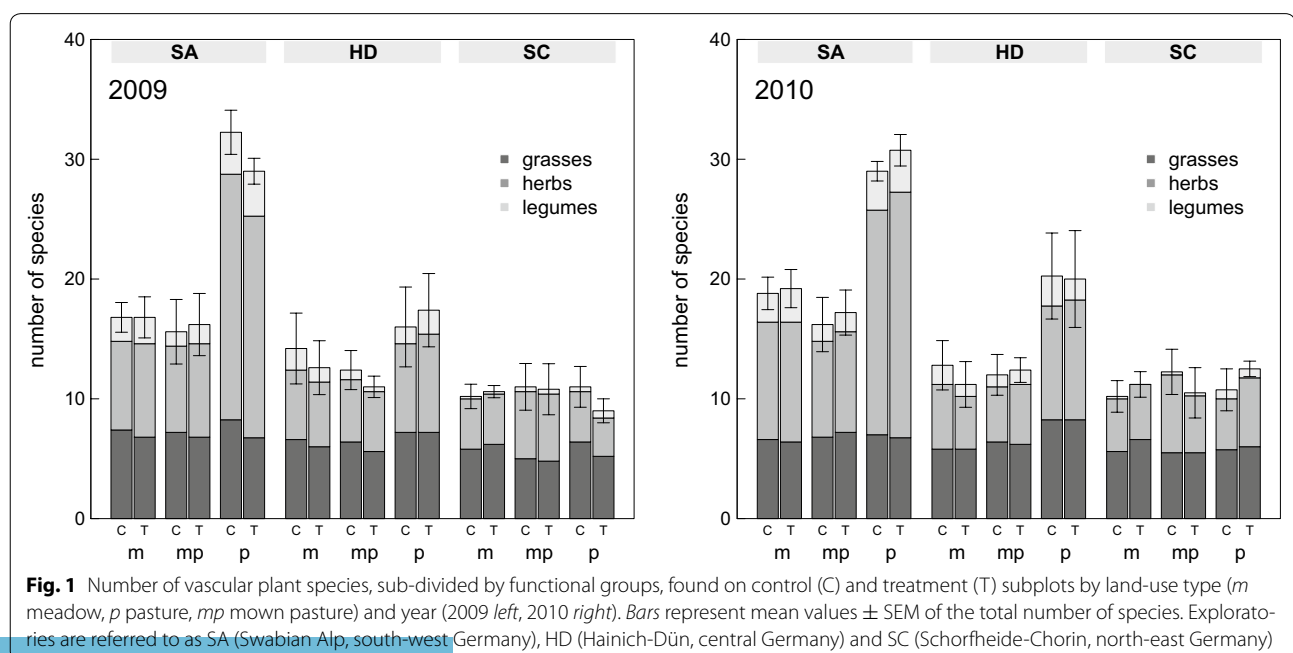 40
30
20
10
0
number of species
SA HD SC
2009
grasses
herbs
legumes
C T C T C T C T C T C T C T C T C T
m mp p m mp p m mp p
40
30
20
10
0
number of species
SA HD SC
2010
grasses
herbs
legumes
C T C T C T C T C T C T C T C T C T
m mp p m mp p m mp p
Fig. 1 Number of vascular plant species, sub-divided by functional groups, found on control (C) and treatment (T) subplots by land-use type (m
meadow, p pasture, mp mown pasture) and year (2009 left, 2010 right). Bars represent mean values ± SEM of the total number of species. Explorato-
ries are referred to as SA (Swabian Alp, south-west Germany), HD (Hainich-Dün, central Germany) and SC (Schorfheide-Chorin, north-east Germany)